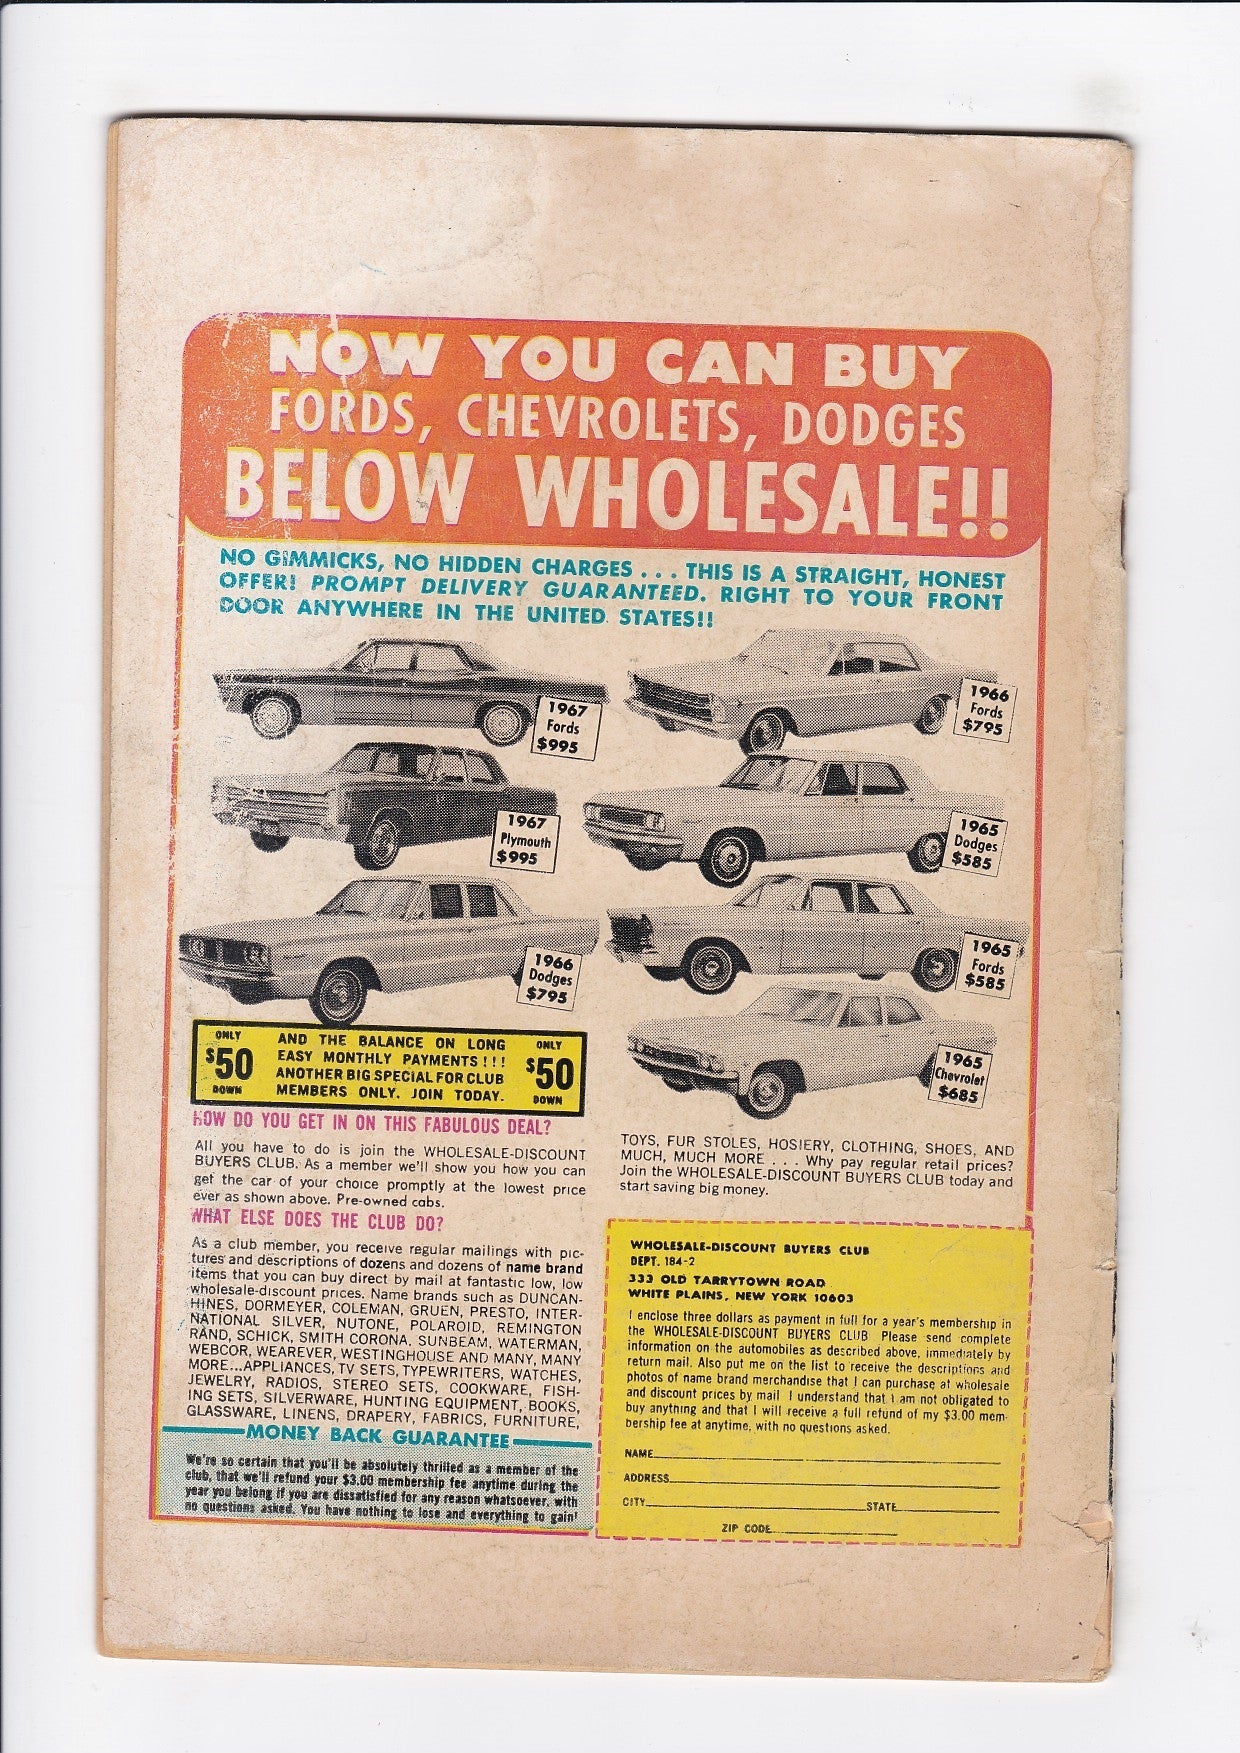 NOW YOU CAN BUY
FORDS, CHEVROLETS, DODGES
BELOW WHOLESALE!!
NO GIMMICKS, NO HIDDEN CHARGES . . . THIS IS A STRAIGHT, HONEST
OFFER! PROMPT DELIVERY GUARANTEED. RIGHT TO YOUR FRONT
DOOR ANYWHERE IN THE UNITED STATES!!
1967
Fords
$995
1966
Fords
$795
1967
Plymouth
$995
1965
Dodges
$585
1966
Dodges
$795
1965
Fords
$585
1965
Chevrolet
$685
ONLY
$50
DOWN
AND THE BALANCE ON LONG
EASY MONTHLY PAYMENTS!!!
ANOTHER BIG SPECIAL FOR CLUB
MEMBERS ONLY. JOIN TODAY.
ONLY
$50
DOWN
HOW DO YOU GET IN ON THIS FABULOUS DEAL?
All you have to do is join the WHOLESALE-DISCOUNT
BUYERS CLUB. As a member we'll show you how you can
get the car of your choice promptly at the lowest price
ever as shown above. Pre-owned cabs.
WHAT ELSE DOES THE CLUB DO?
As a club member, you receive regular mailings with pic-
tures and descriptions of dozens and dozens of name brand
items that you can buy direct by mail at fantastic low, low
wholesale-discount prices. Name brands such as DUNCAN-
HINES, DORMEYER, COLEMAN, GRUEN, PRESTO, INTER-
NATIONAL SILVER, NUTONE, POLAROID, REMINGTON
RAND, SCHICK, SMITH CORONA, SUNBEAM, WATERMAN,
WEBCOR, WEAREVER, WESTINGHOUSE AND MANY, MANY
MORE...APPLIANCES, TV SETS, TYPEWRITERS, WATCHES,
JEWELRY, RADIOS, STEREO SETS, COOKWARE, FISH-
ING SETS, SILVERWARE, HUNTING EQUIPMENT, BOOKS,
GLASSWARE, LINENS, DRAPERY, FABRICS, FURNITURE,
TOYS, FUR STOLES, HOSIERY, CLOTHING, SHOES, AND
MUCH, MUCH MORE . . . Why pay regular retail prices?
Join the WHOLESALE-DISCOUNT BUYERS CLUB today and
start saving big money.
MONEY BACK GUARANTEE
We're so certain that you'll be absolutely thrilled as a member of the
club, that we'll refund your $3.00 membership fee anytime during the
year you belong if you are dissatisfied for any reason whatsoever, with
no questions asked. You have nothing to lose and everything to gain!
WHOLESALE-DISCOUNT BUYERS CLUB
DEPT. 184-2
333 OLD TARRYTOWN ROAD
WHITE PLAINS, NEW YORK 10603
I enclose three dollars as payment in full for a year's membership in
the WHOLESALE-DISCOUNT BUYERS CLUB Please send complete
information on the automobiles as described above, immediately by
return mail. Also put me on the list to receive the descriptions and
photos of name brand merchandise that I can purchase at wholesale
and discount prices by mail I understand that I am not obligated to
buy anything and that I will receive a full refund of my $3.00 mem-
bership fee at anytime, with no questions asked.
NAME
ADDRESS
CITY STATE
ZIP CODE